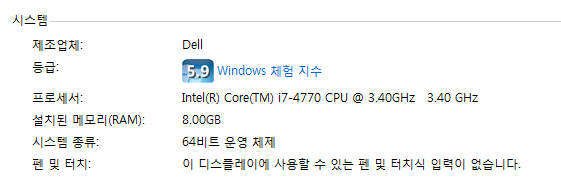 시스템
제조업체: Dell
등급: 5.9 Windows 체험 지수
프로세서: Intel(R) Core(TM) i7-4770 CPU @ 3.40GHz 3.40 GHz
설치된 메모리(RAM): 8.00GB
시스템 종류: 64비트 운영 체제
펜 및 터치: 이 디스플레이에 사용할 수 있는 펜 및 터치식 입력이 없습니다.